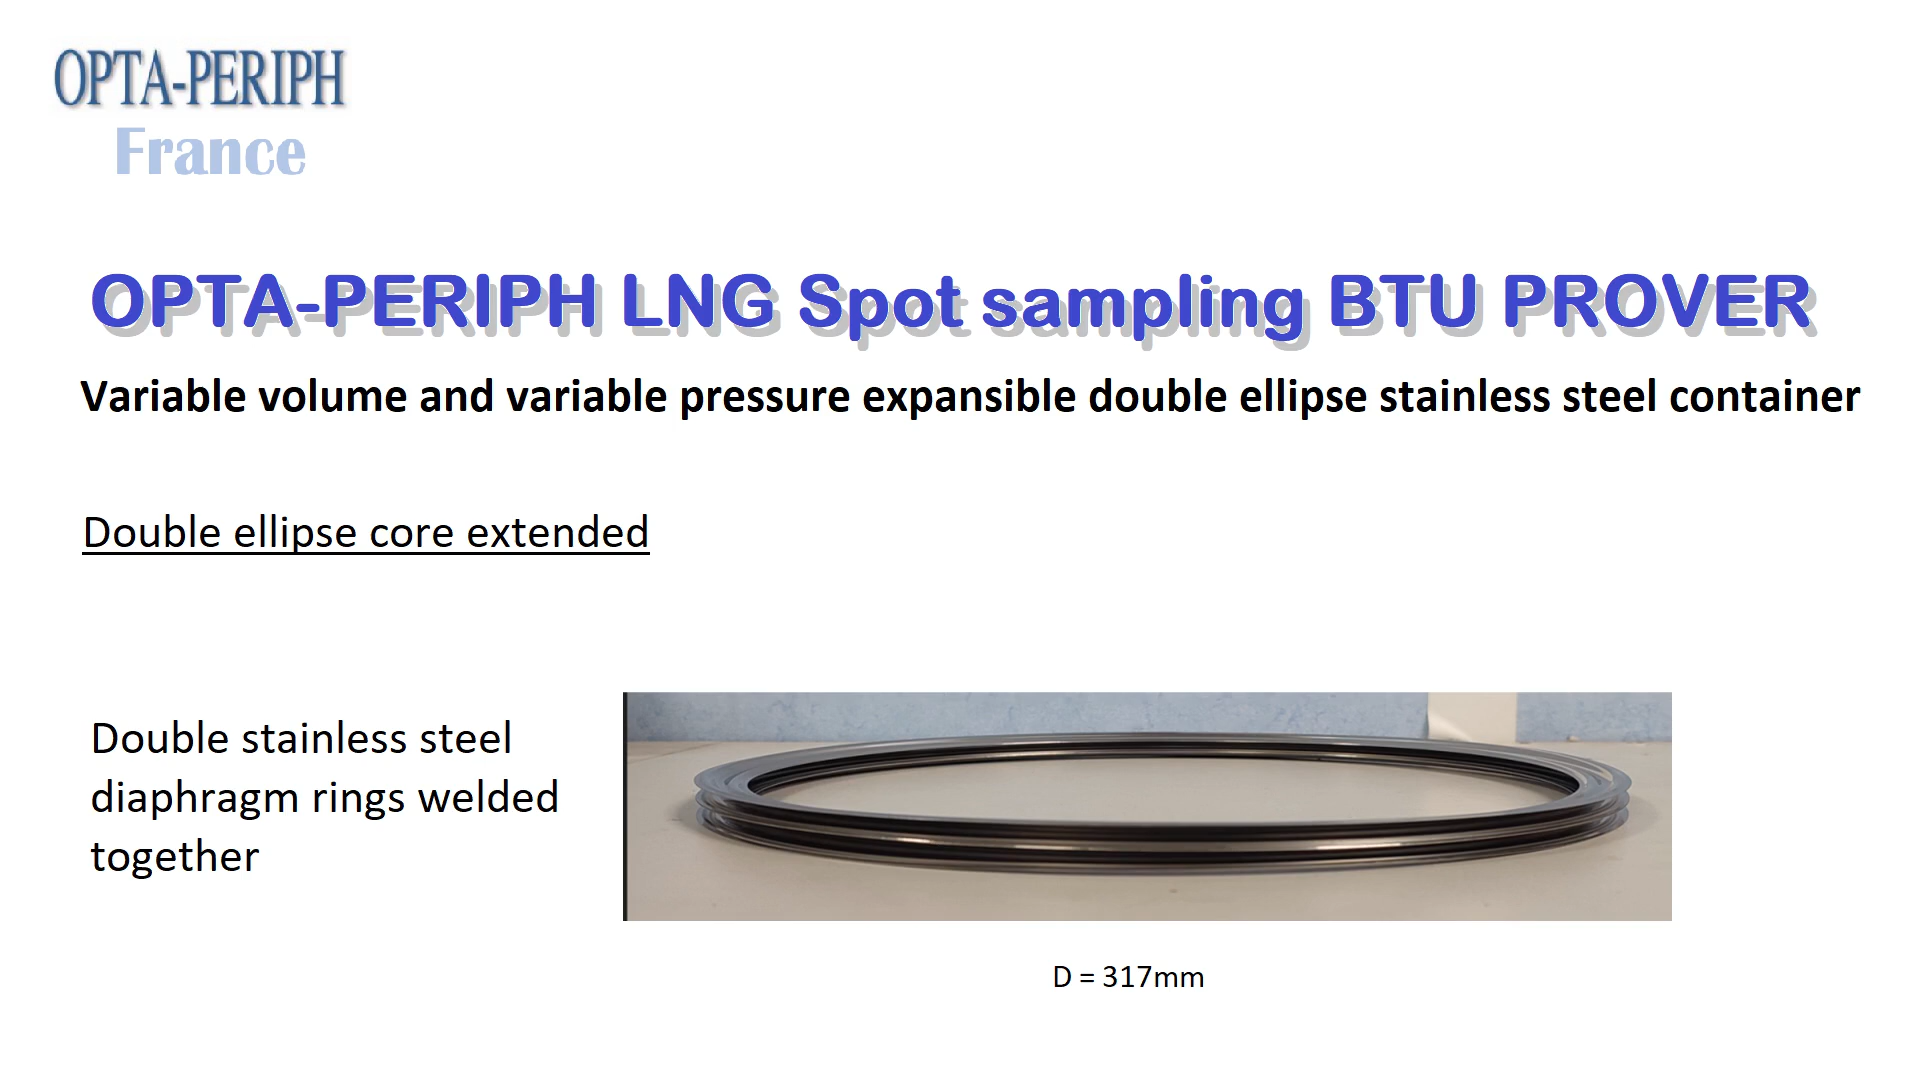 OPTA-PERIPH
France
OPTA-PERIPH LNG Spot sampling BTU PROVER
Variable volume and variable pressure expansible double ellipse stainless steel container
Double ellipse core extended
Double stainless steel
diaphragm rings welded
together
D = 317mm